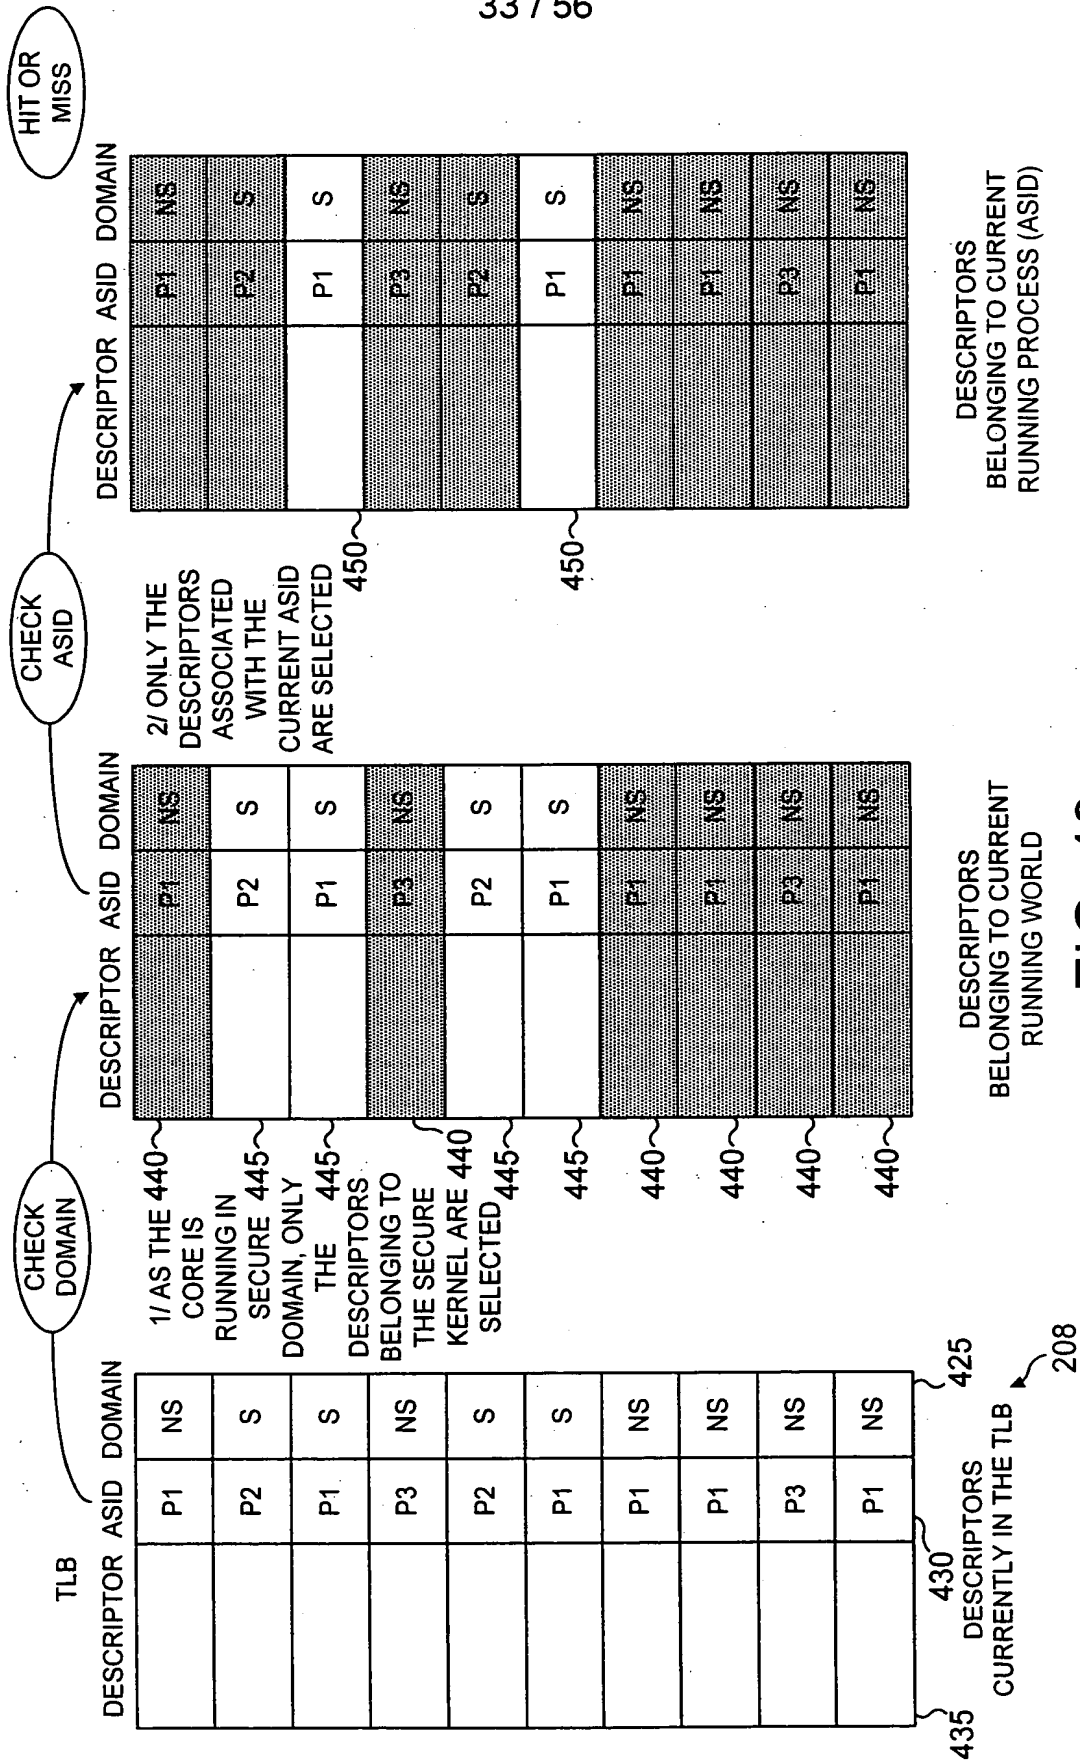 33 / 56
TLB
DESCRIPTOR ASID DOMAIN
P1 NS
P2 S
P1 S
P3 NS
P2 S
P1 S
P1 NS
P1 NS
P3 NS
P1 NS
435
430
425
DESCRIPTORS
CURRENTLY IN THE TLB
208
CHECK
DOMAIN
1/ AS THE
CORE IS
RUNNING IN
SECURE
DOMAIN, ONLY
THE
DESCRIPTORS
BELONGING TO
THE SECURE
KERNEL ARE
SELECTED
440
445
445
440
445
445
440
440
440
440
DESCRIPTOR ASID DOMAIN
P1 NS
P2 S
P1 S
P3 NS
P2 S
P1 S
P1 NS
P1 NS
P3 NS
P1 NS
DESCRIPTORS
BELONGING TO CURRENT
RUNNING WORLD
CHECK
ASID
2/ ONLY THE
DESCRIPTORS
ASSOCIATED
WITH THE
CURRENT ASID
ARE SELECTED
450
450
DESCRIPTOR ASID DOMAIN
P1 NS
P2 S
P1 S
P3 NS
P2 S
P1 S
P1 NS
P1 NS
P3 NS
P1 NS
DESCRIPTORS
BELONGING TO CURRENT
RUNNING PROCESS (ASID)
HIT OR
MISS